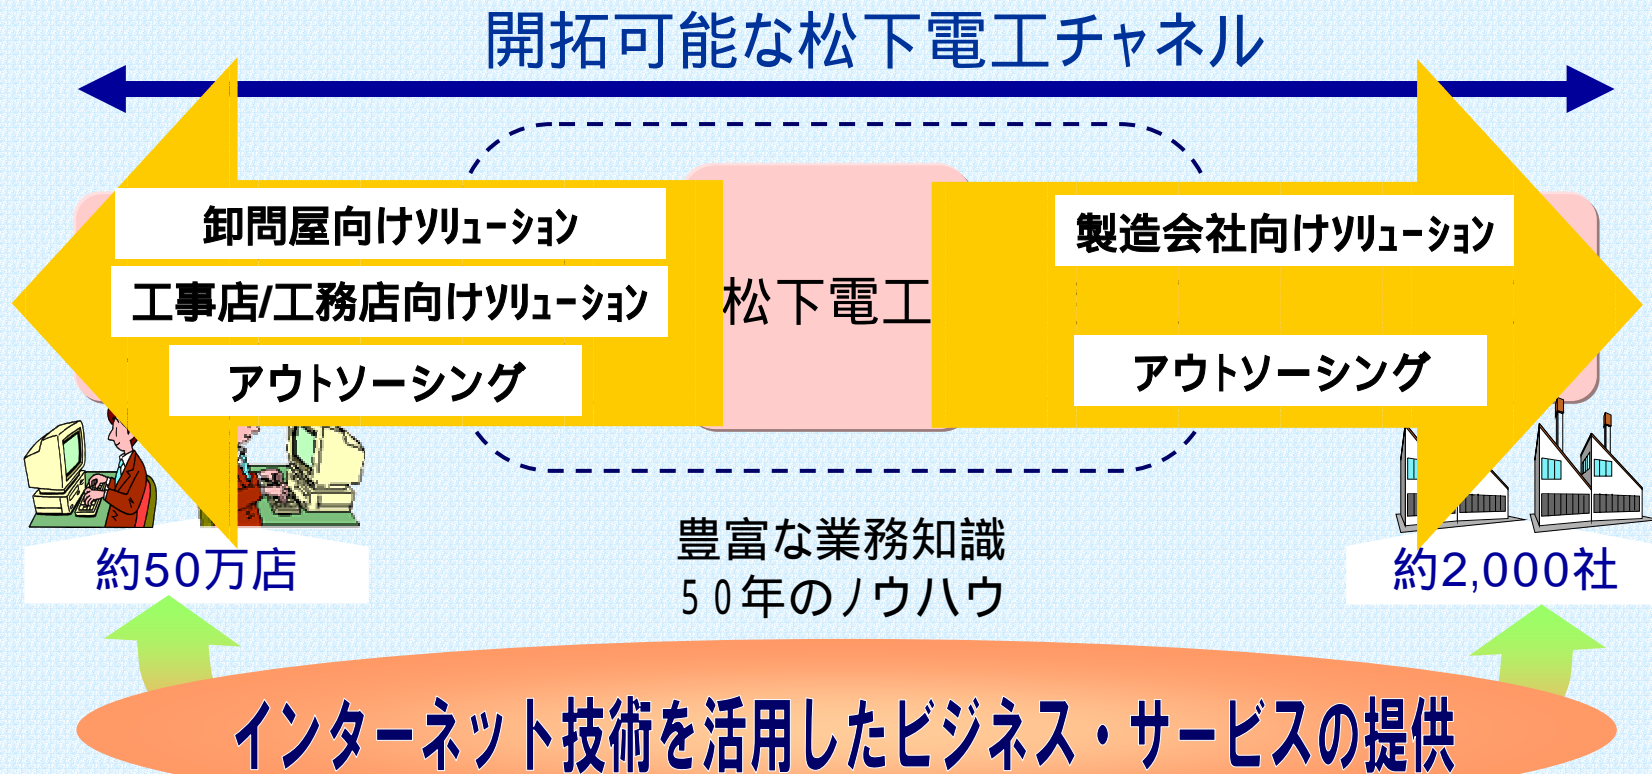 開拓可能な松下電工チャネル
卸問屋向けｿﾘｭｰｼｮﾝ
工事店/工務店向けｿﾘｭｰｼｮﾝ
アウトソーシング
松下電工
製造会社向けｿﾘｭｰｼｮﾝ
アウトソーシング
約50万店
豊富な業務知識
５０年のノウハウ
約2,000社
インターネット技術を活用したビジネス・サービスの提供